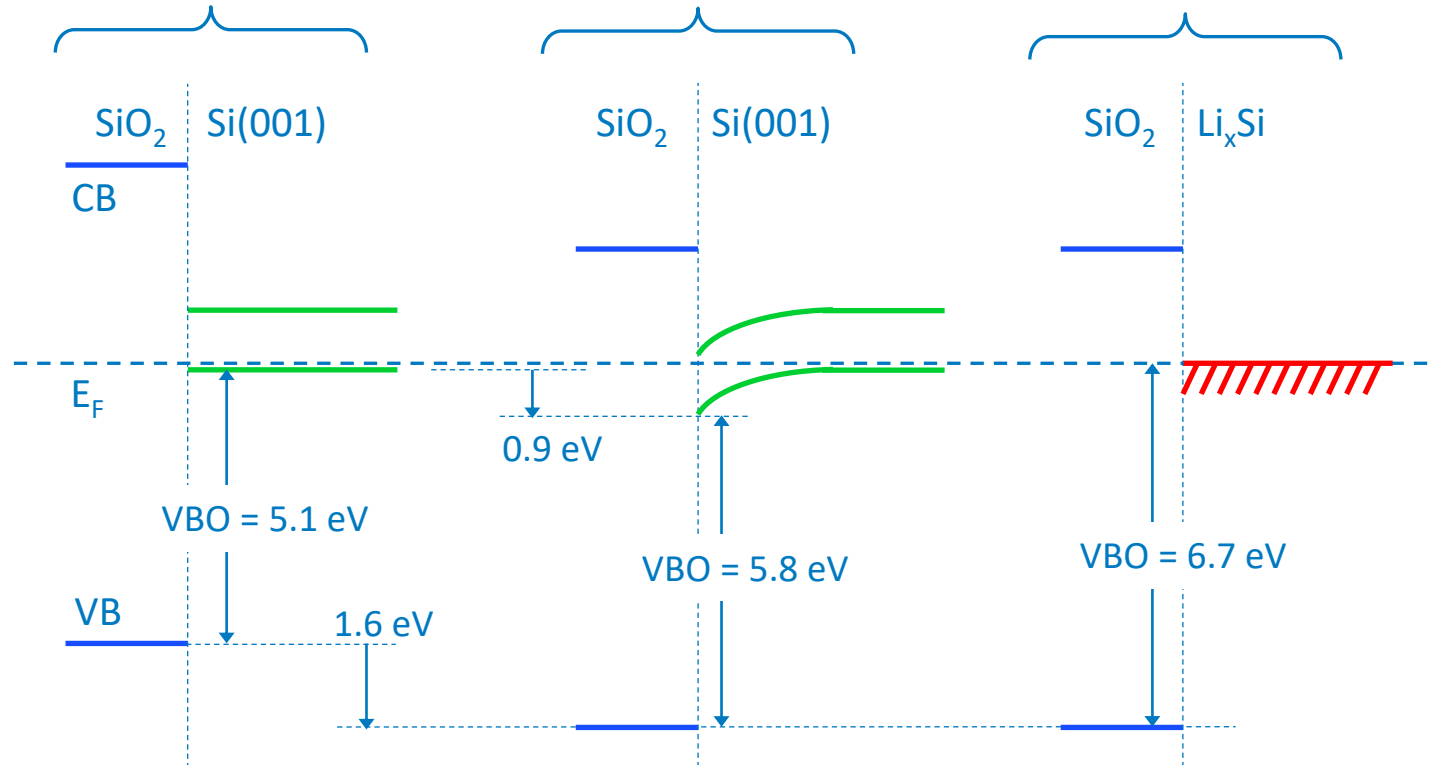 SiO₂ Si(001)
SiO₂ Si(001)
SiO₂ LiₓSi
CB
E_F
0.9 eV
VBO = 5.1 eV
VBO = 5.8 eV
VBO = 6.7 eV
VB
1.6 eV